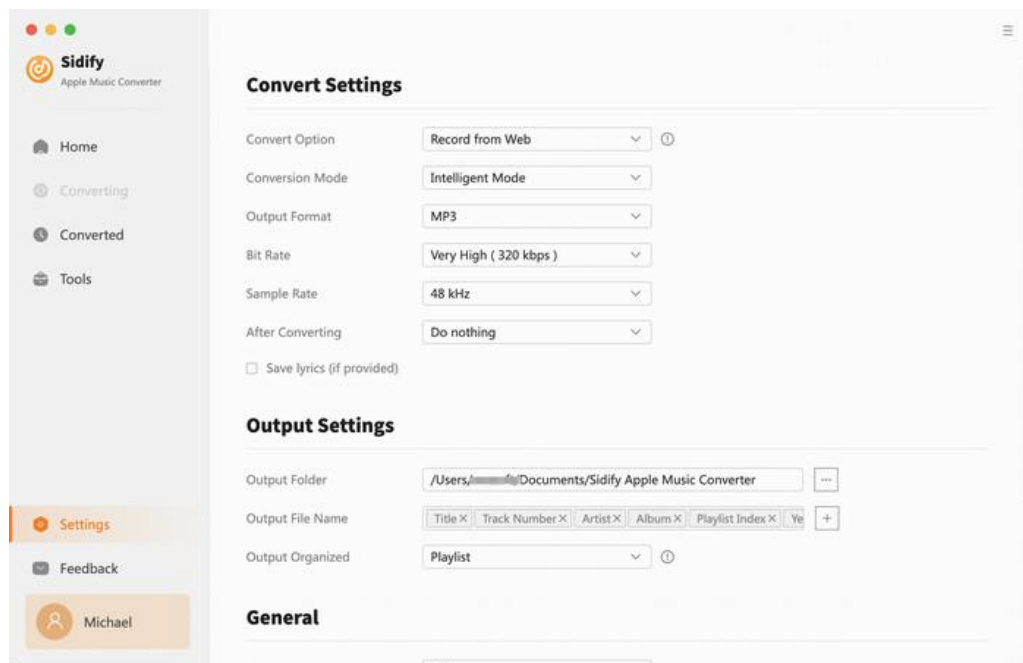 Sidify
Apple Music Converter
Home
Converting
Converted
Tools
Settings
Feedback
Michael
Convert Settings
Convert Option Record from Web
Conversion Mode Intelligent Mode
Output Format MP3
Bit Rate Very High ( 320 kbps )
Sample Rate 48 kHz
After Converting Do nothing
Save lyrics (if provided)
Output Settings
Output Folder /Users/ /Documents/Sidify Apple Music Converter ...
Output File Name Title× Track Number× Artist× Album× Playlist Index× Ye +
Output Organized Playlist
General